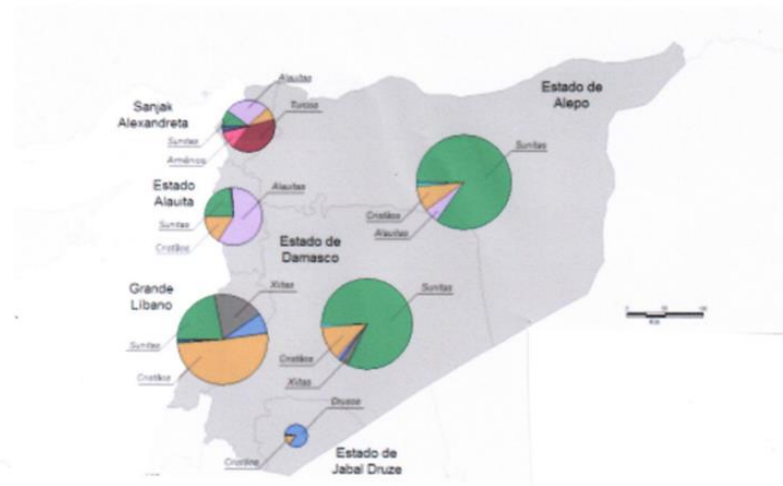 Alauitas
Sanjak
Alexandreta
Turcos
Sunitas
Armênios
Estado de
Alepo
Sunitas
Cristãos
Alauitas
Estado
Alauita
Alauitas
Sunitas
Cristãos
Estado de
Damasco
Sunitas
Cristãos
Xiitas
Grande
Líbano
Xiitas
Sunitas
Cristãos
Drusos
Cristãos
Estado de
Jabal Druze